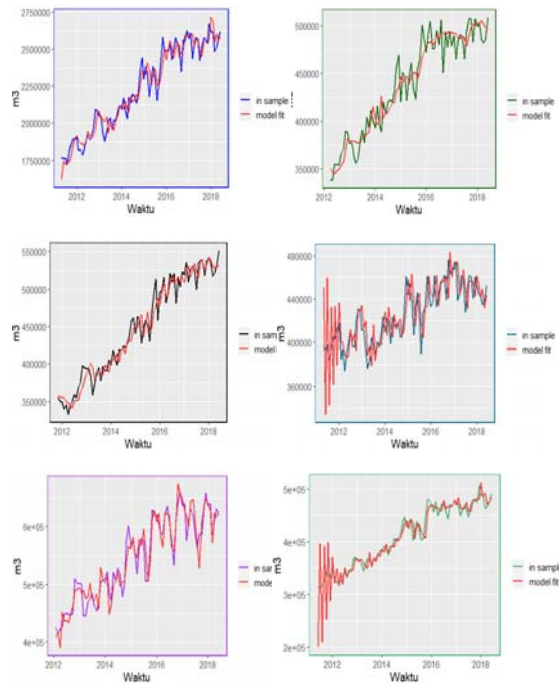 2750000
2500000
2250000
2000000
1750000
m3
2012
2014
2016
2018
Waktu
in sample
model fit
500000
450000
400000
350000
m3
2012
2014
2016
2018
Waktu
in sample
model fit
550000
500000
450000
400000
350000
m3
2012
2014
2016
2018
Waktu
in sam
model
480000
440000
400000
360000
m3
2012
2014
2016
2018
Waktu
in sample
model fit
6e+05
5e+05
4e+05
m3
2012
2014
2016
2018
Waktu
in sa
mode
5e+05
4e+05
3e+05
2e+05
m3
2012
2014
2016
2018
Waktu
in sample
model fit